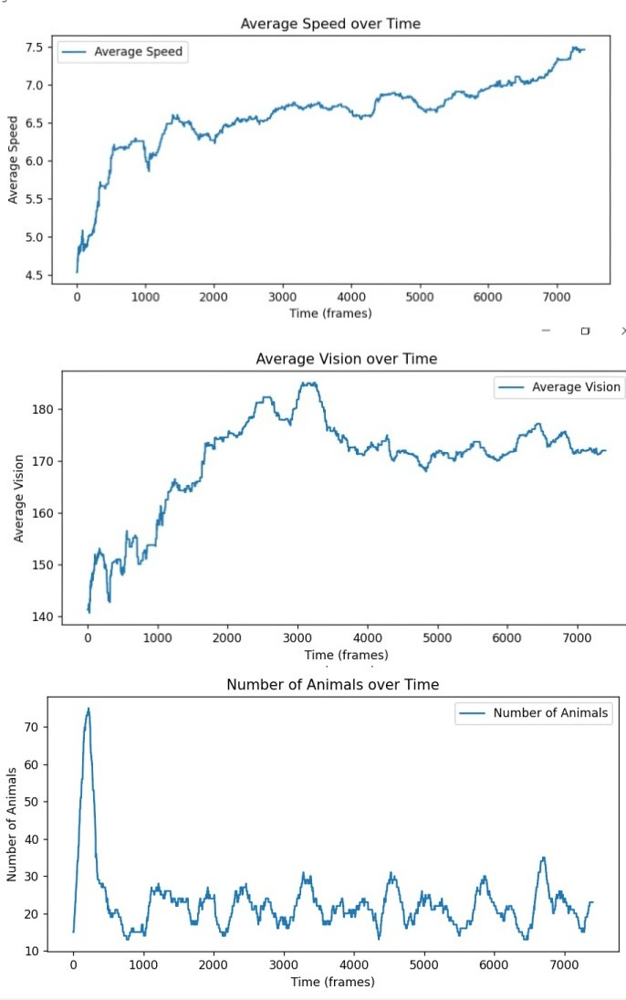 Average Speed over Time
Average Speed
7.5
7.0
6.5
6.0
5.5
5.0
4.5
Average Speed
0 1000 2000 3000 4000 5000 6000 7000
Time (frames)
Average Vision over Time
Average Vision
180
170
160
150
140
Average Vision
0 1000 2000 3000 4000 5000 6000 7000
Time (frames)
Number of Animals over Time
Number of Animals
70
60
50
40
30
20
10
Number of Animals
0 1000 2000 3000 4000 5000 6000 7000
Time (frames)